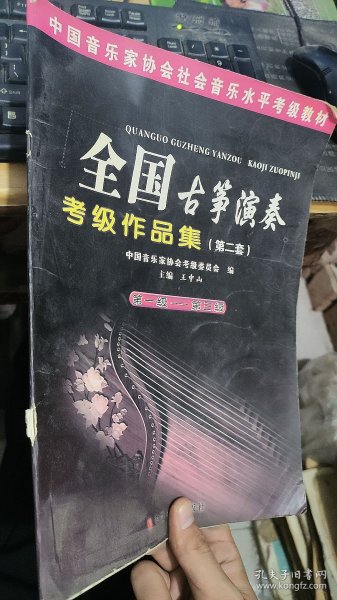 中国音乐家协会社会音乐水平考级教材
QUANGUO GUZHENG YANZOU KAOJI ZUOPINJI
全国古筝演奏
考级作品集(第二套)
中国音乐家协会考级委员会 编
主编 王中山
第一级——第三级
孔夫子旧书网
www.kongfz.com